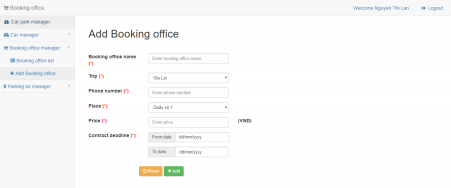 Booking office
Welcome Nguyen Thi Lan
Logout
Car park manager
Car manager
Booking office manager
Booking office list
Add Booking office
Parking lot manager
Add Booking office
Booking office name (*)
Enter booking office name
Trip (*)
Gia Lai
Phone number (*)
Enter phone number
Place (*)
Quầy số 1
Price (*)
Enter price
(VND)
Contract deadline (*)
From date
dd/mm/yyyy
To date
dd/mm/yyyy
Reset
Add